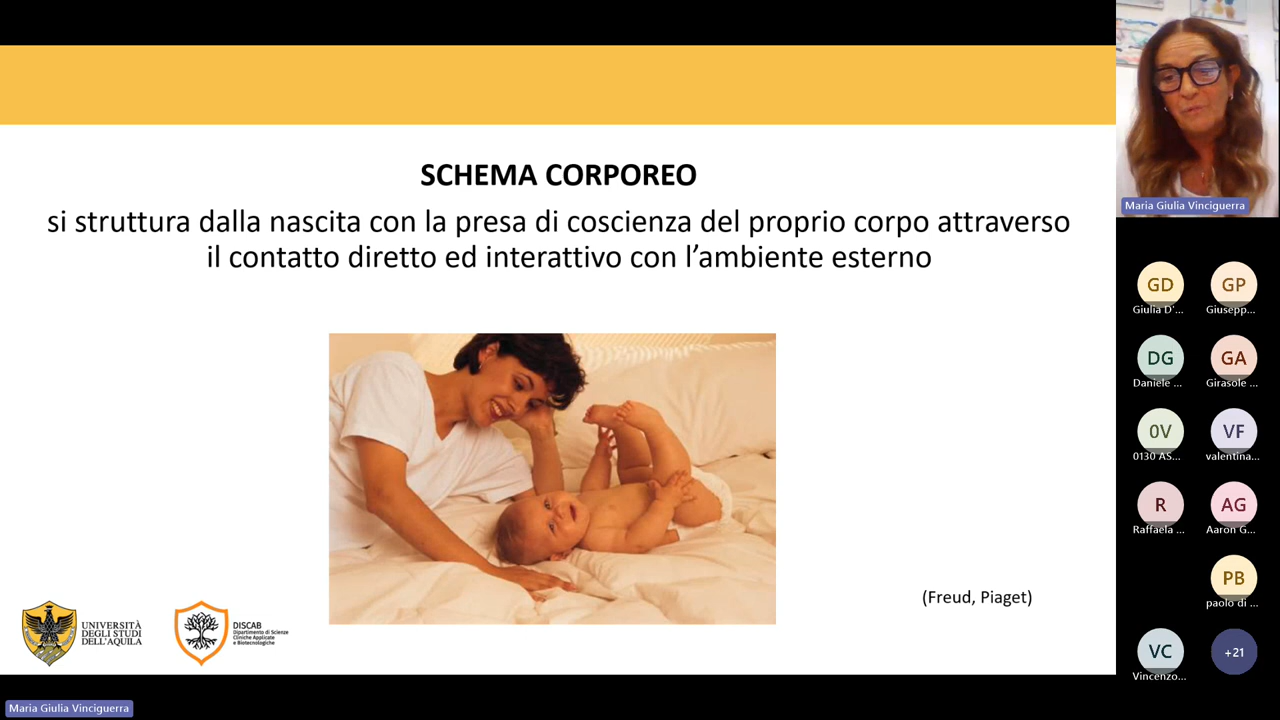 SCHEMA CORPOREO
si struttura dalla nascita con la presa di coscienza del proprio corpo attraverso
il contatto diretto ed interattivo con l’ambiente esterno
(Freud, Piaget)
UNIVERSITÀ
DEGLI STUDI
DELL'AQUILA
DISCAB
Dipartimento di Scienze
Cliniche Applicate
e Biotecnologiche
Maria Giulia Vinciguerra
Maria Giulia Vinciguerra
GD
Giulia D'...
GP
Giusepp...
DG
Daniele ...
GA
Girasole ...
0V
0130 AS...
VF
valentina...
R
Raffaela ...
AG
Aaron G...
PB
paolo di ...
VC
Vincenzo...
+21